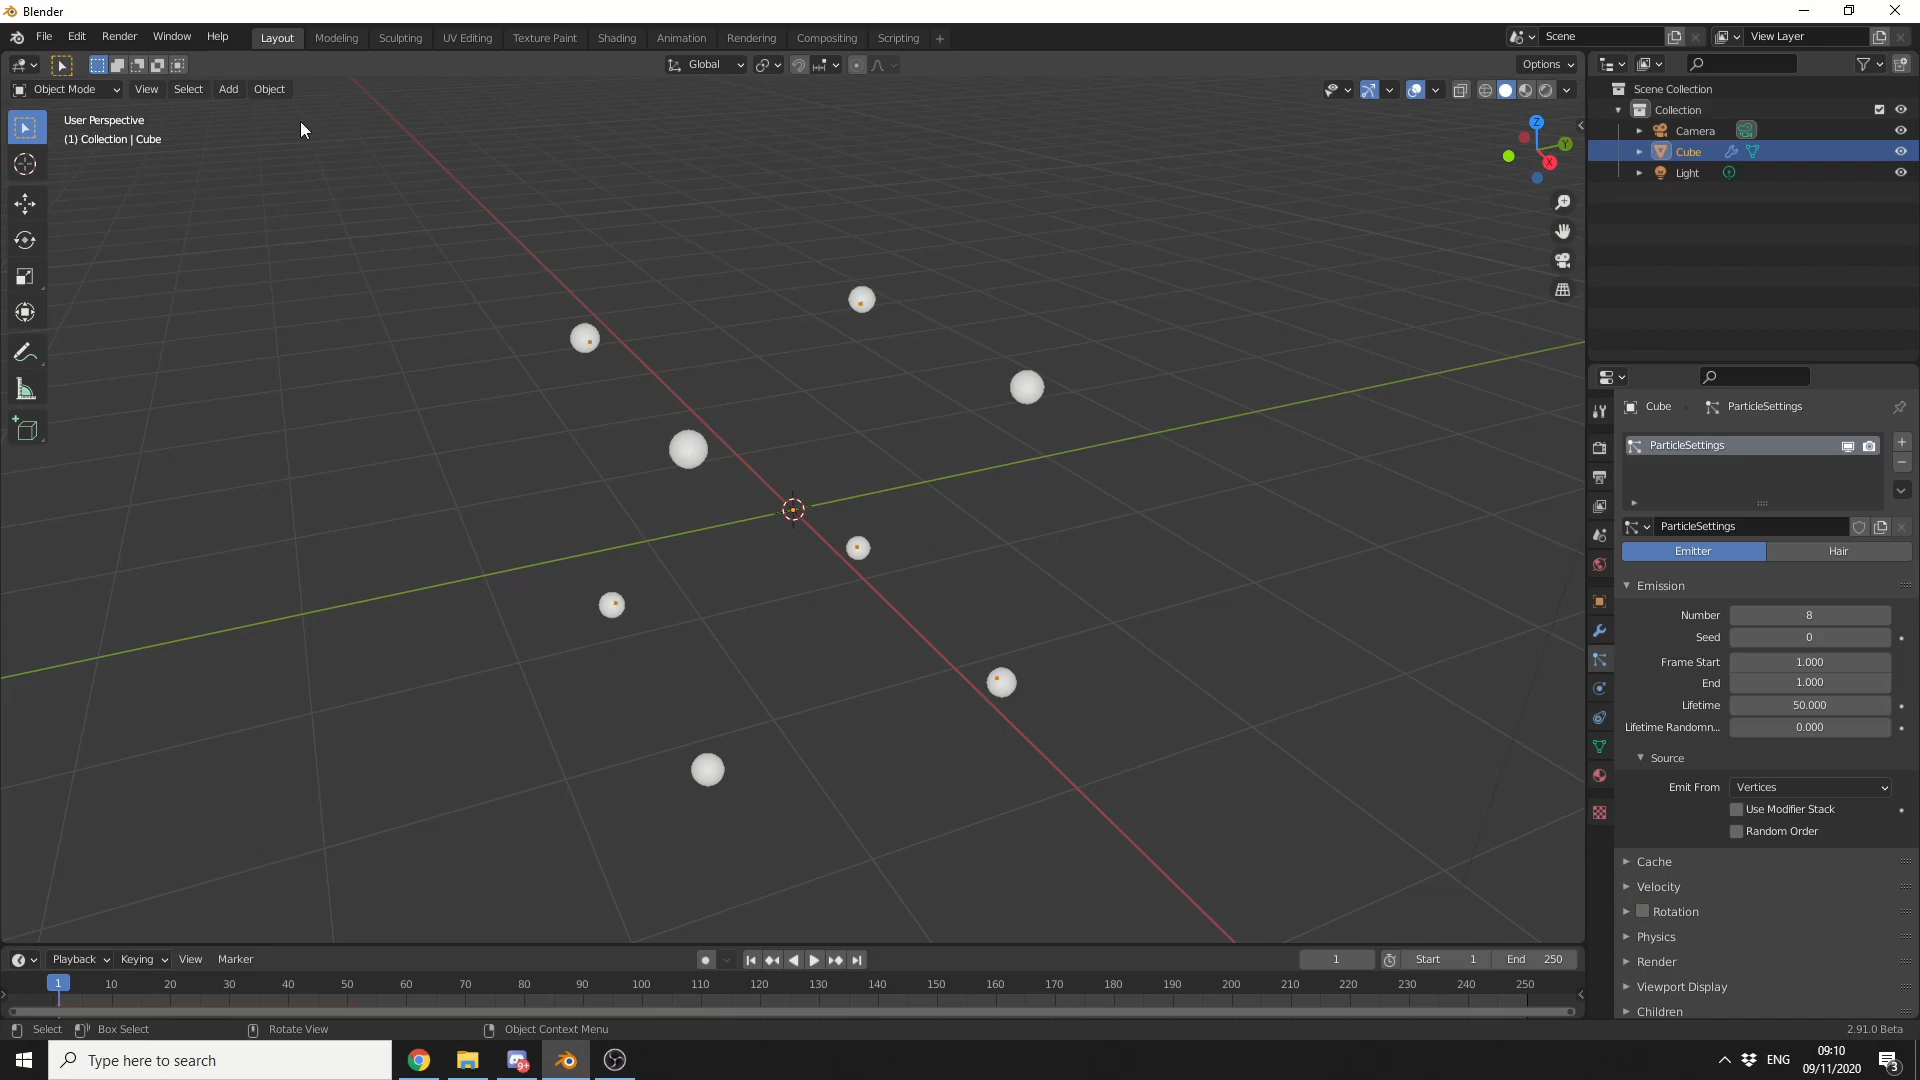 Blender
File Edit Render Window Help Layout Modeling Sculpting UV Editing Texture Paint Shading Animation Rendering Compositing Scripting + Scene View Layer
Global Options
Object Mode View Select Add Object
User Perspective
(1) Collection | Cube
Z
Y
X
Scene Collection
Collection
Camera
Cube
Light
Cube ParticleSettings
ParticleSettings
ParticleSettings
Emitter Hair
Emission
Number 8
Seed 0
Frame Start 1.000
End 1.000
Lifetime 50.000
Lifetime Randomn... 0.000
Source
Emit From Vertices
Use Modifier Stack
Random Order
Cache
Velocity
Rotation
Physics
Render
Viewport Display
Children
Playback Keying View Marker 1 Start 1 End 250
1 10 20 30 40 50 60 70 80 90 100 110 120 130 140 150 160 170 180 190 200 210 220 230 240 250
Select Box Select Rotate View Object Context Menu 2.91.0 Beta
Type here to search 9+ ENG 09:10 09/11/2020 3